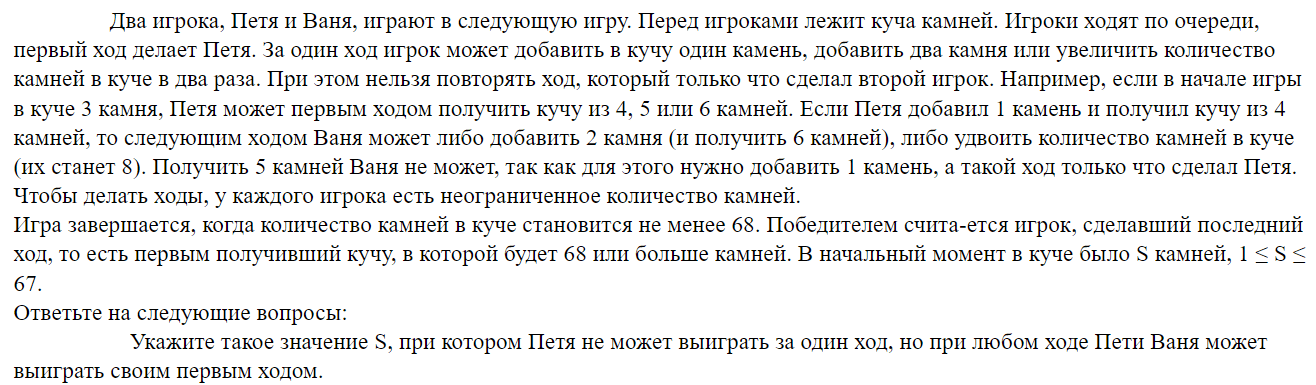 Два игрока, Петя и Ваня, играют в следующую игру. Перед игроками лежит куча камней. Игроки ходят по очереди,
первый ход делает Петя. За один ход игрок может добавить в кучу один камень, добавить два камня или увеличить количество
камней в куче в два раза. При этом нельзя повторять ход, который только что сделал второй игрок. Например, если в начале игры
в куче 3 камня, Петя может первым ходом получить кучу из 4, 5 или 6 камней. Если Петя добавил 1 камень и получил кучу из 4
камней, то следующим ходом Ваня может либо добавить 2 камня (и получить 6 камней), либо удвоить количество камней в куче
(их станет 8). Получить 5 камней Ваня не может, так как для этого нужно добавить 1 камень, а такой ход только что сделал Петя.
Чтобы делать ходы, у каждого игрока есть неограниченное количество камней.
Игра завершается, когда количество камней в куче становится не менее 68. Победителем счита-ется игрок, сделавший последний
ход, то есть первым получивший кучу, в которой будет 68 или больше камней. В начальный момент в куче было S камней, 1 ≤ S ≤
67.
Ответьте на следующие вопросы:
Укажите такое значение S, при котором Петя не может выиграть за один ход, но при любом ходе Пети Ваня может
выиграть своим первым ходом.